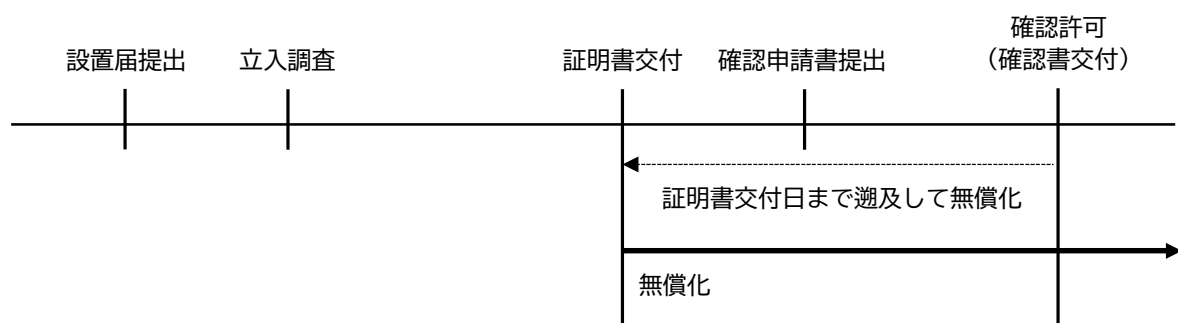 設置届提出
立入調査
証明書交付
確認申請書提出
確認許可
（確認書交付）
証明書交付日まで遡及して無償化
無償化